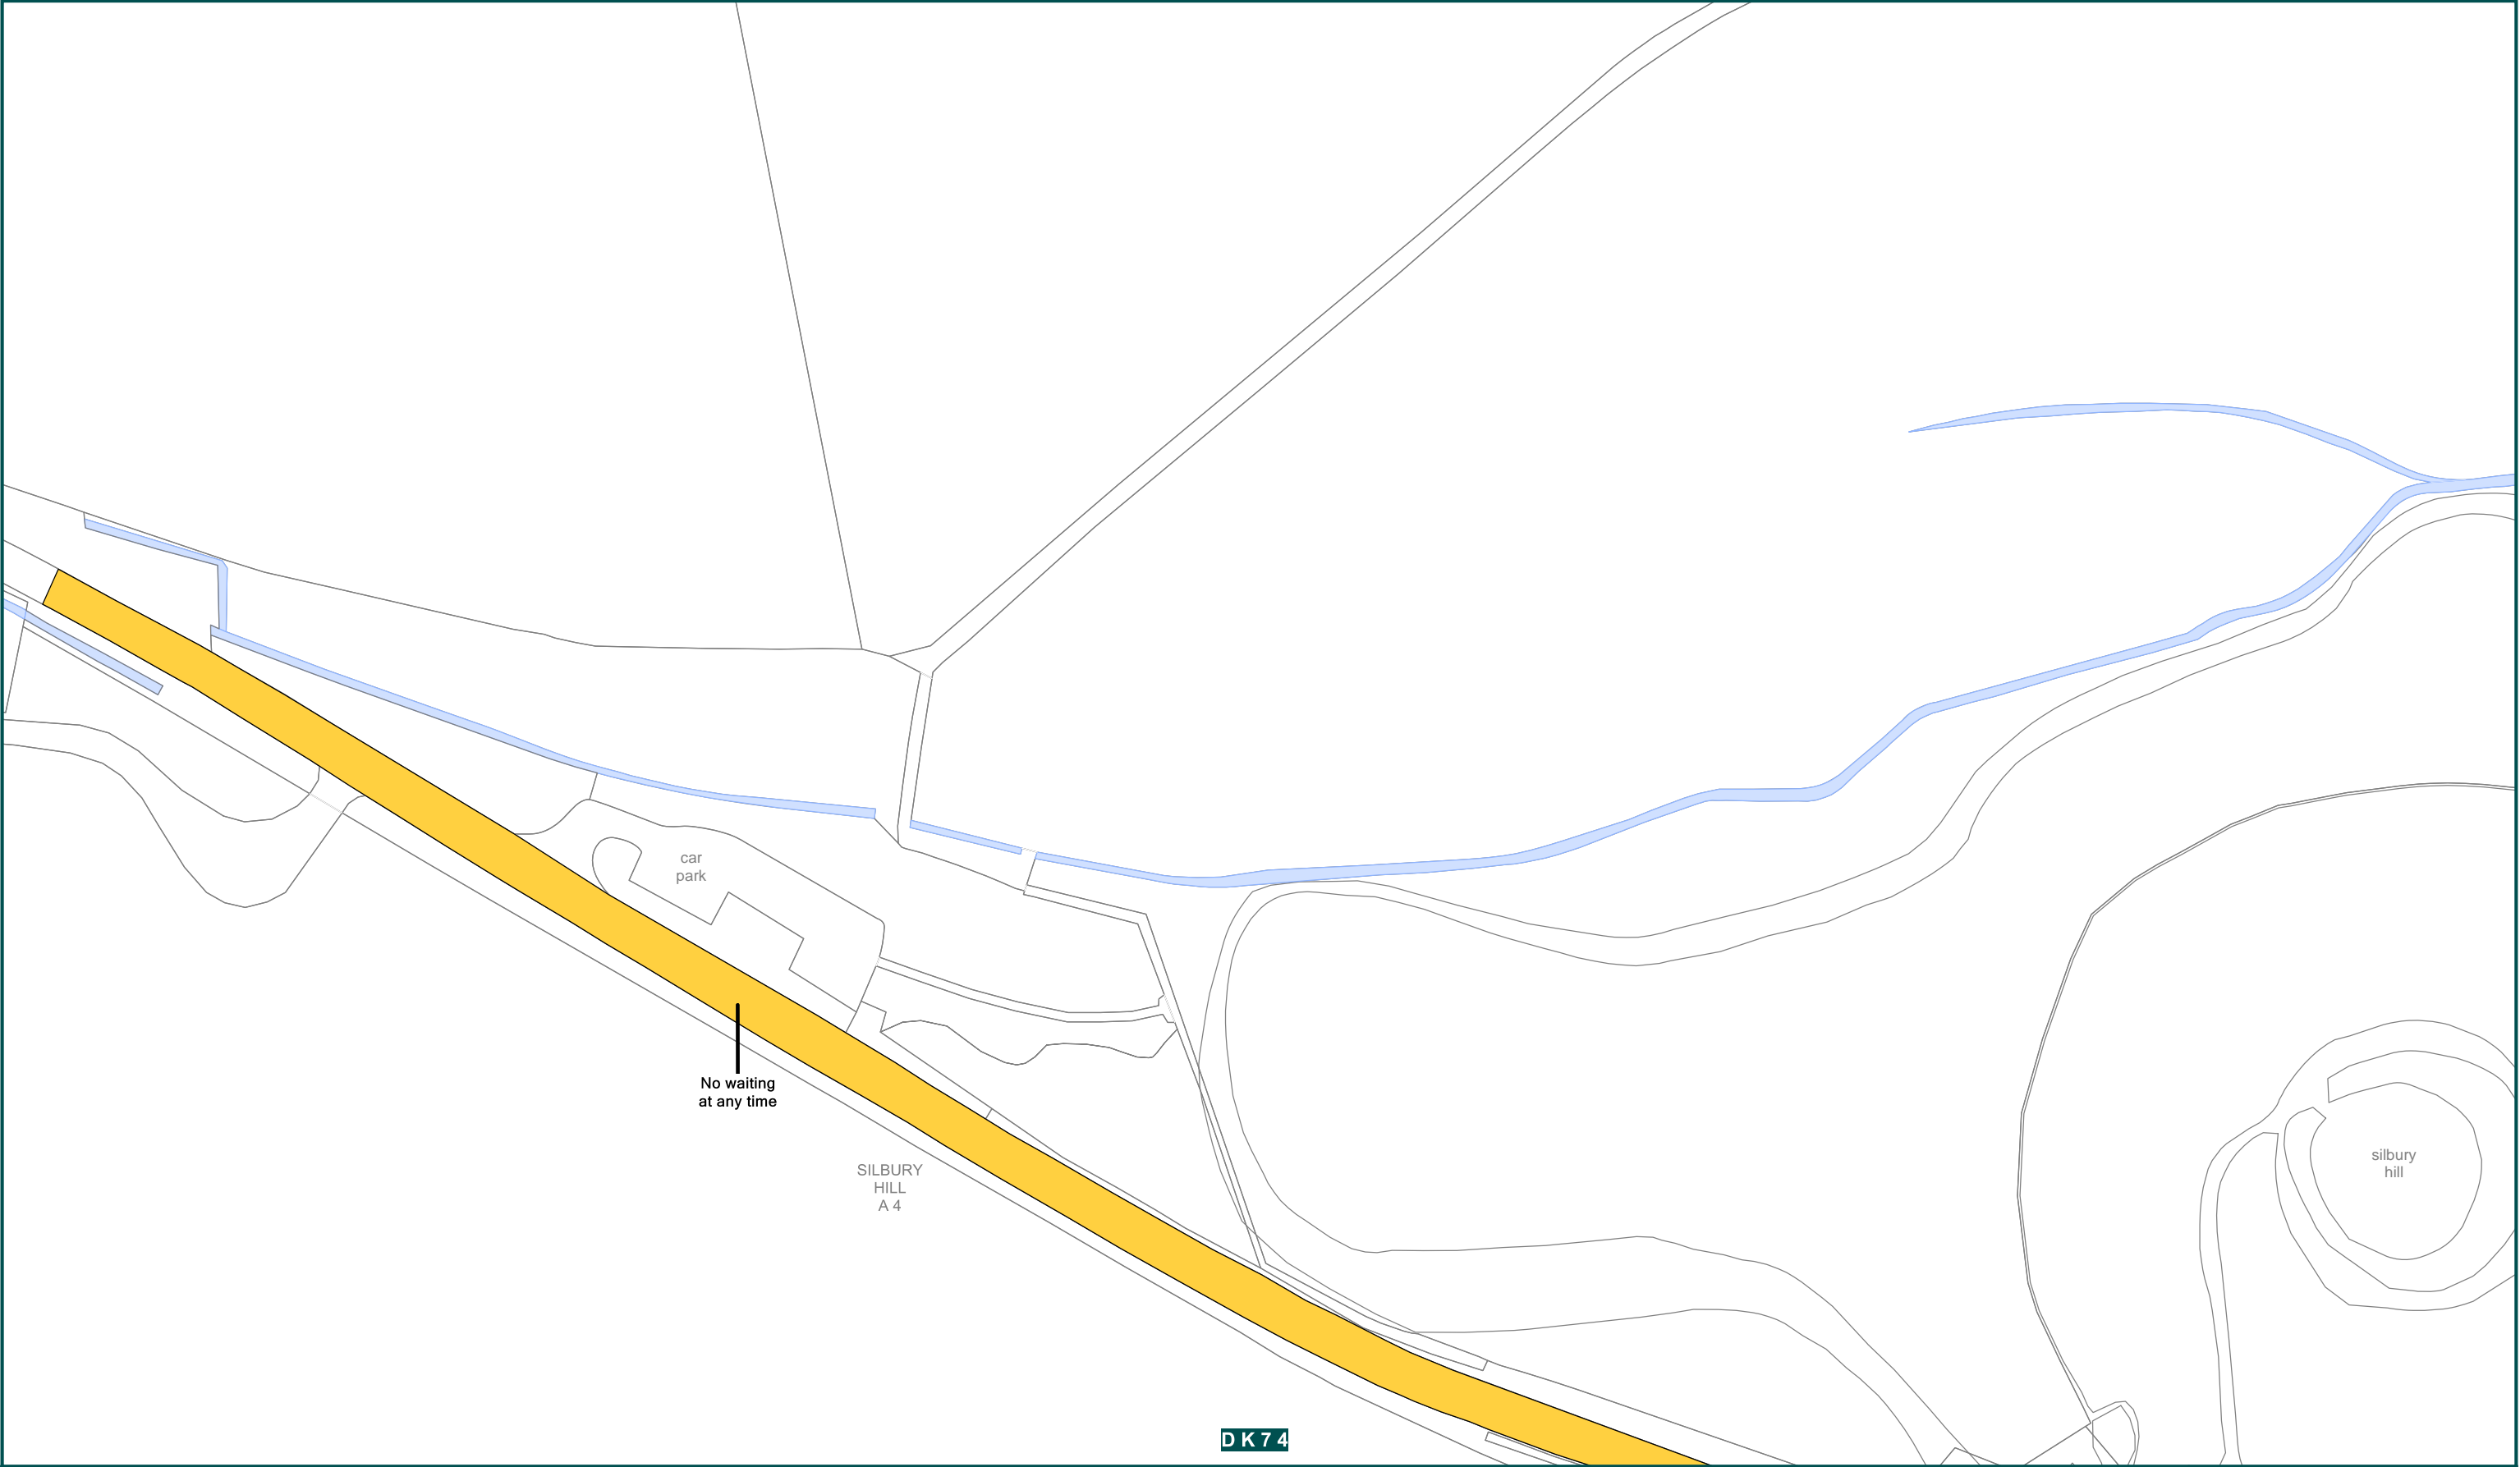 car
park
No waiting
at any time
SILBURY
HILL
A 4
silbury
hill
D K 7 4